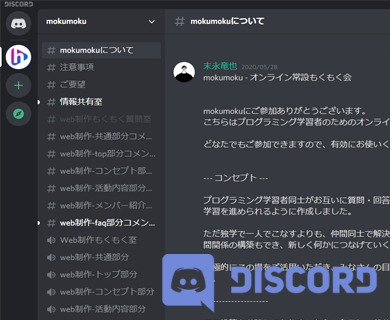 DISCORD
mokumoku
# mokumokuについて
# mokumokuについて
# 注意事項
# ご要望
# 情報共有室
# web制作もくもく質問室
# web制作-共通部分コメ...
# web制作-top部分コメン...
# web制作-コンセプト部...
# web制作-活動内容部分...
# web制作-メンバー紹介...
# web制作-faq部分コメン...
Web制作もくもく室
web制作-共通部分
web制作-トップ部分
web制作-コンセプト部分
web制作-活動内容部分
末永竜也 2020/05/28
mokumoku - オンライン常設もくもく会
mokumokuにご参加ありがとうございます。
こちらはプログラミング学習者のためのオンライ
どなたでもご参加できますので、有効にお使いく
--- コンセプト ---
プログラミング学習者同士がお互いに質問・回答
学習を進められるように作成しました。
ただ独学で一人でこなすよりも、仲間同士で解決
間関係の構築もでき、新しく何かにつなげていく
DISCORD